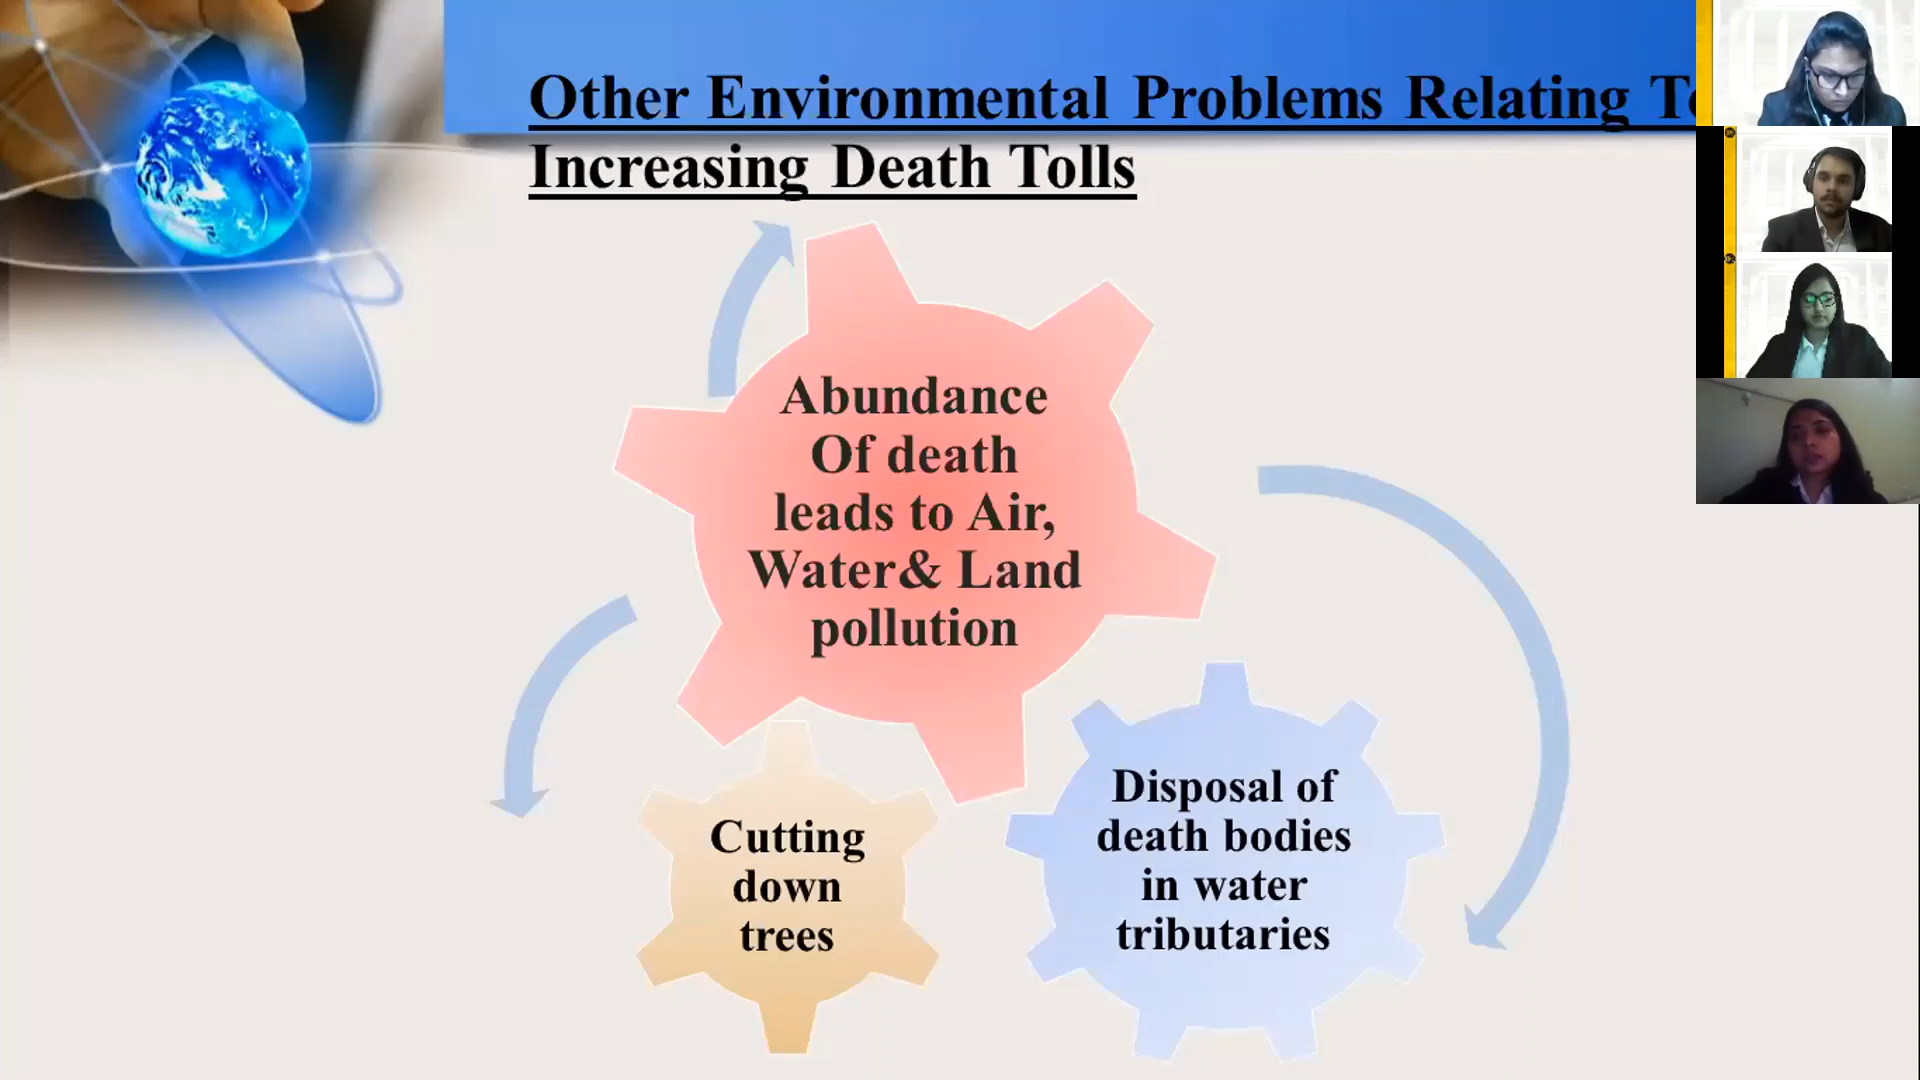 Other Environmental Problems Relating To
Increasing Death Tolls
Abundance
Of death
leads to Air,
Water& Land
pollution
Cutting
down
trees
Disposal of
death bodies
in water
tributaries